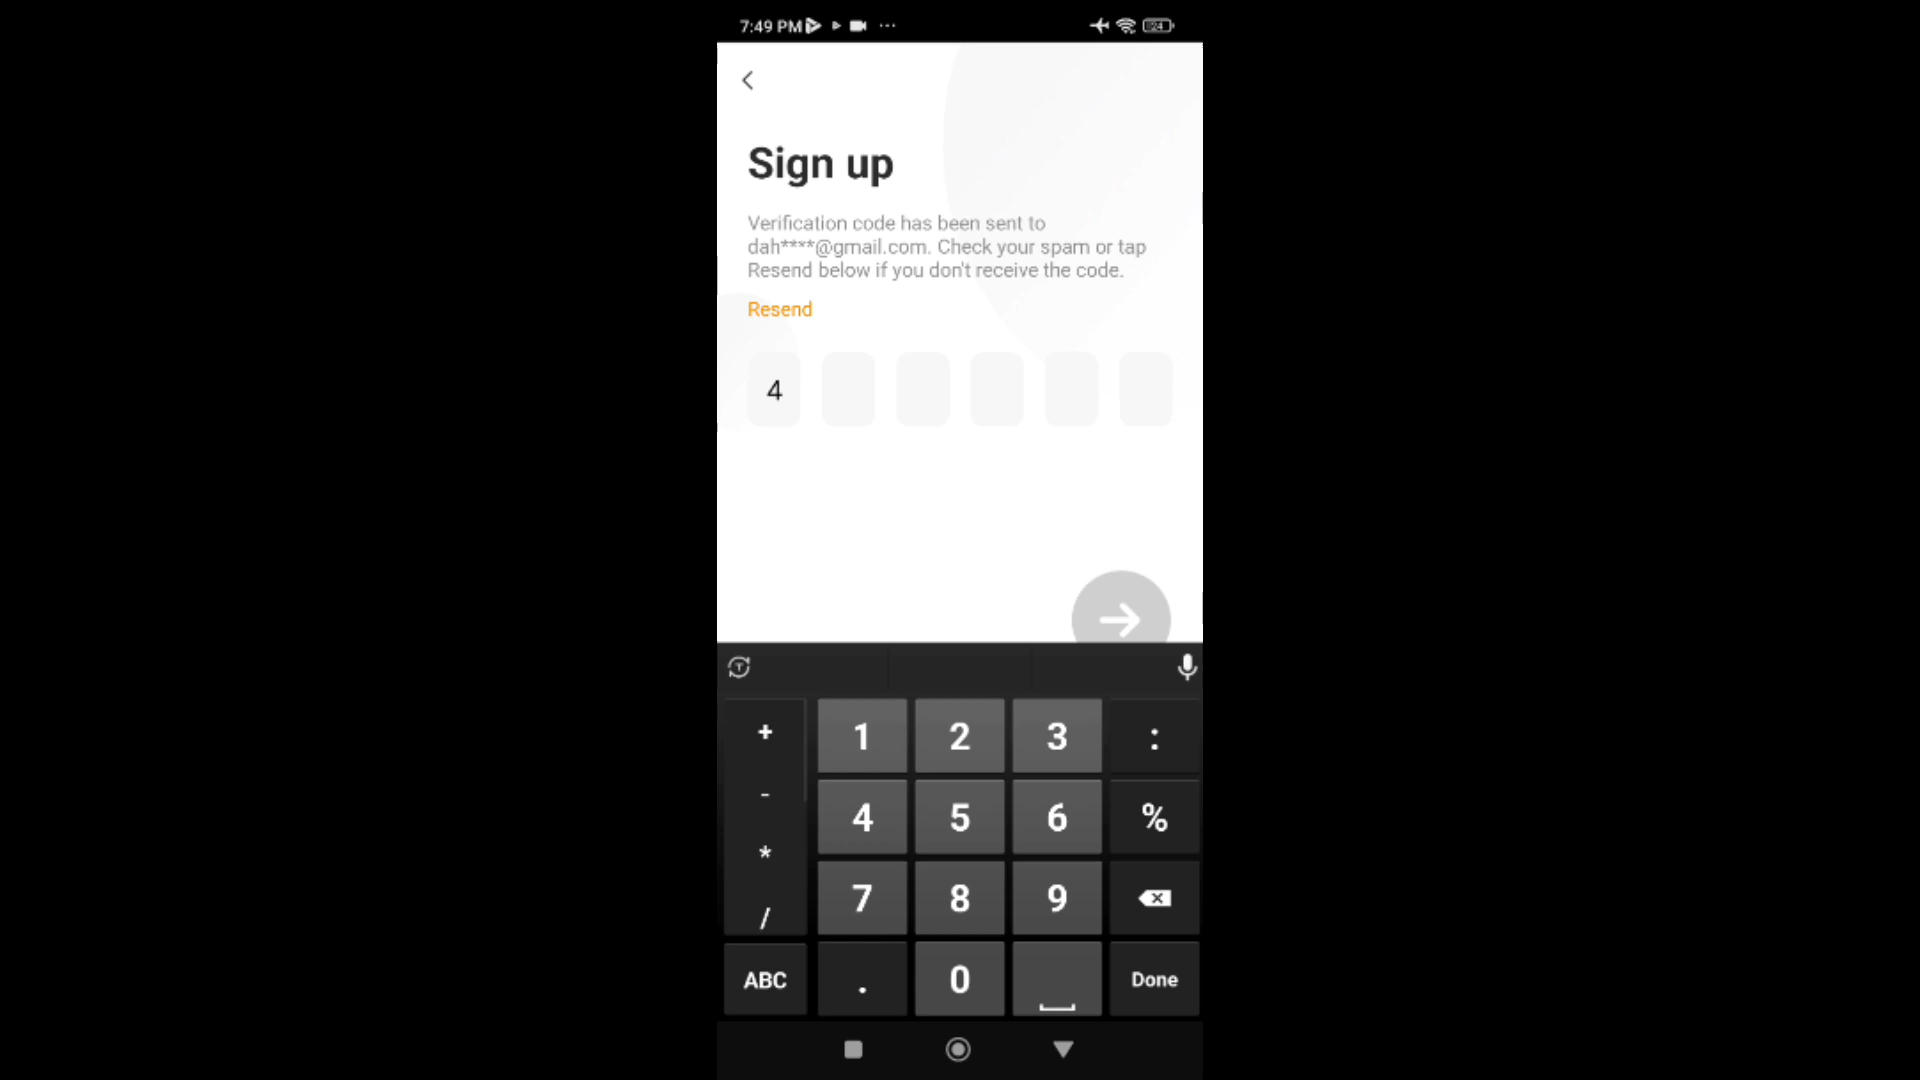 7:49 PM
24
Sign up
Verification code has been sent to
dah****@gmail.com. Check your spam or tap
Resend below if you don't receive the code.
Resend
4
+ 1 2 3 :
- 4 5 6 %
* 7 8 9
/
ABC . 0 Done